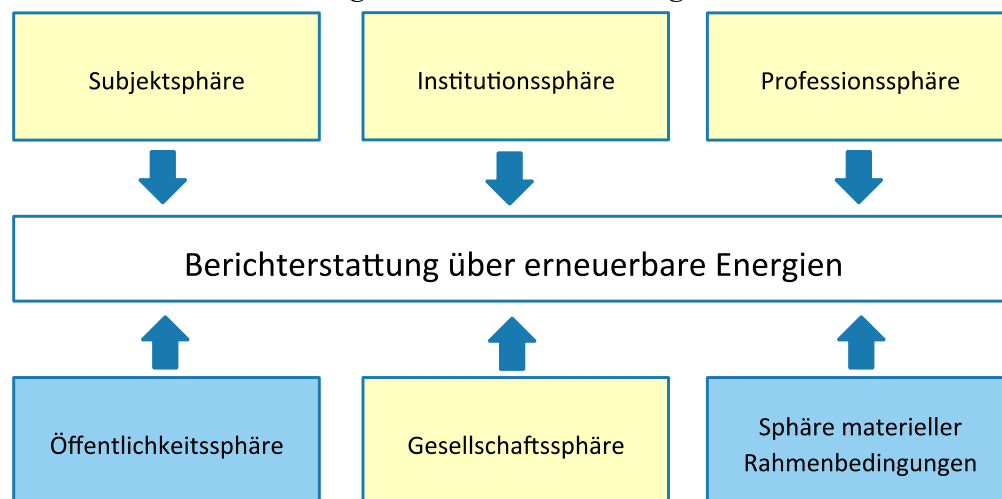 Subjektsphäre
Institutionssphäre
Professionssphäre
Berichterstattung über erneuerbare Energien
Öffentlichkeitssphäre
Gesellschaftssphäre
Sphäre materieller
Rahmenbedingungen